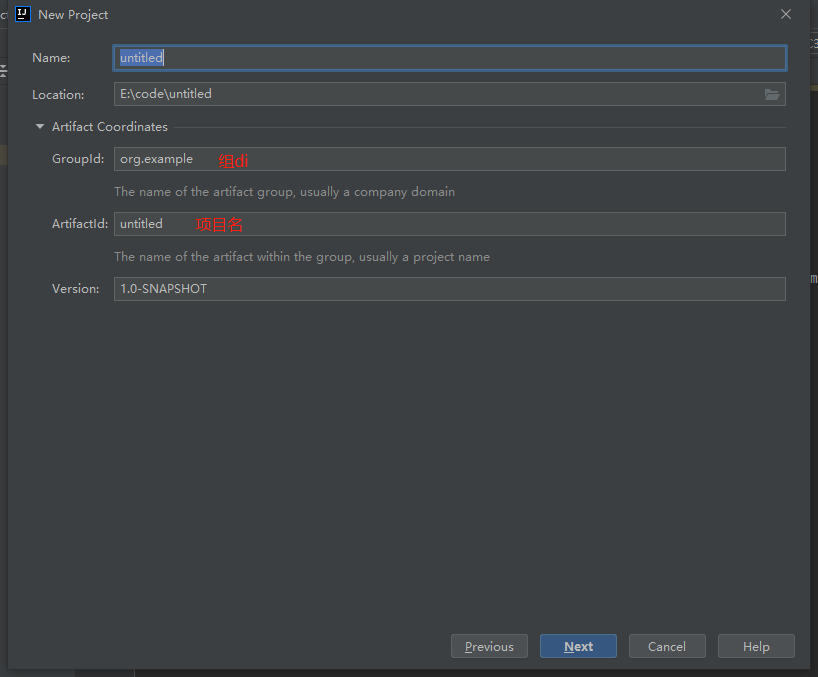 New Project
Name: untitled
Location: E:\code\untitled
Artifact Coordinates
GroupId: org.example 组di
The name of the artifact group, usually a company domain
ArtifactId: untitled 项目名
The name of the artifact within the group, usually a project name
Version: 1.0-SNAPSHOT
Previous Next Cancel Help